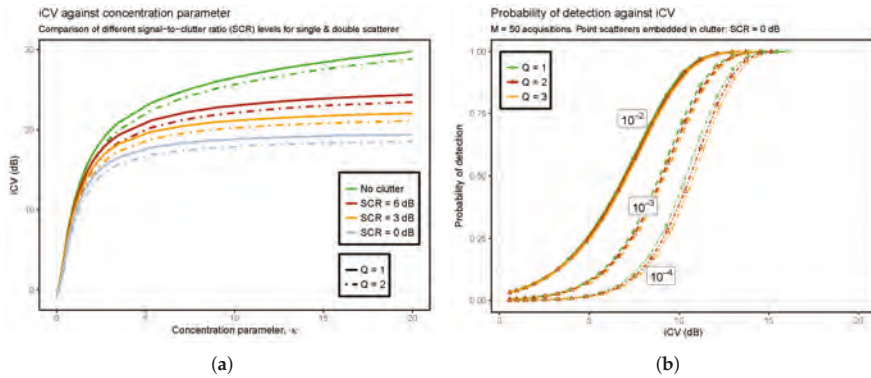 iCV against concentration parameter
Comparison of different signal-to-clutter ratio (SCR) levels for single & double scatterer
30
20
10
0
iCV (dB)
No clutter
SCR = 6 dB
SCR = 3 dB
SCR = 0 dB
Q = 1
Q = 2
0
5
10
15
20
Concentration parameter, κ
(a)
Probability of detection against iCV
M = 50 acquisitions. Point scatterers embedded in clutter: SCR = 0 dB
1.00
0.75
0.50
0.25
0.00
Probability of detection
Q = 1
Q = 2
Q = 3
10⁻²
10⁻³
10⁻⁴
0
5
10
15
20
iCV (dB)
(b)